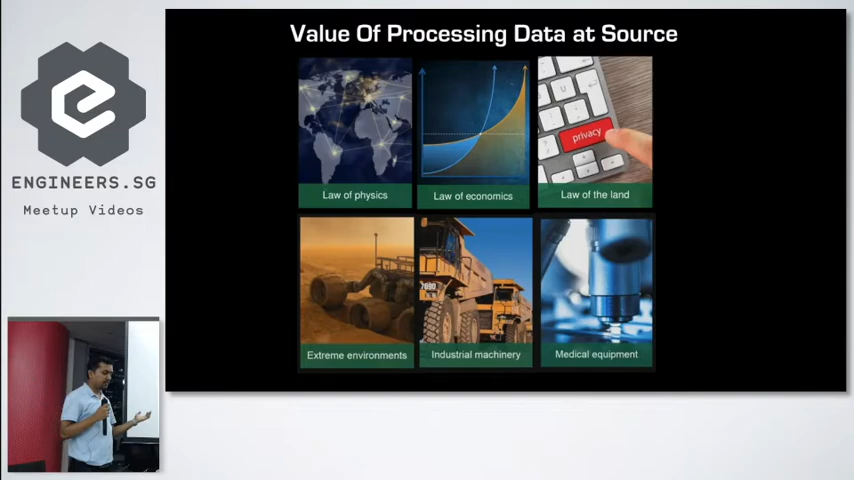 ENGINEERS.SG
Meetup Videos
Value Of Processing Data at Source
privacy
Law of physics
Law of economics
Law of the land
7690
Extreme environments
Industrial machinery
Medical equipment